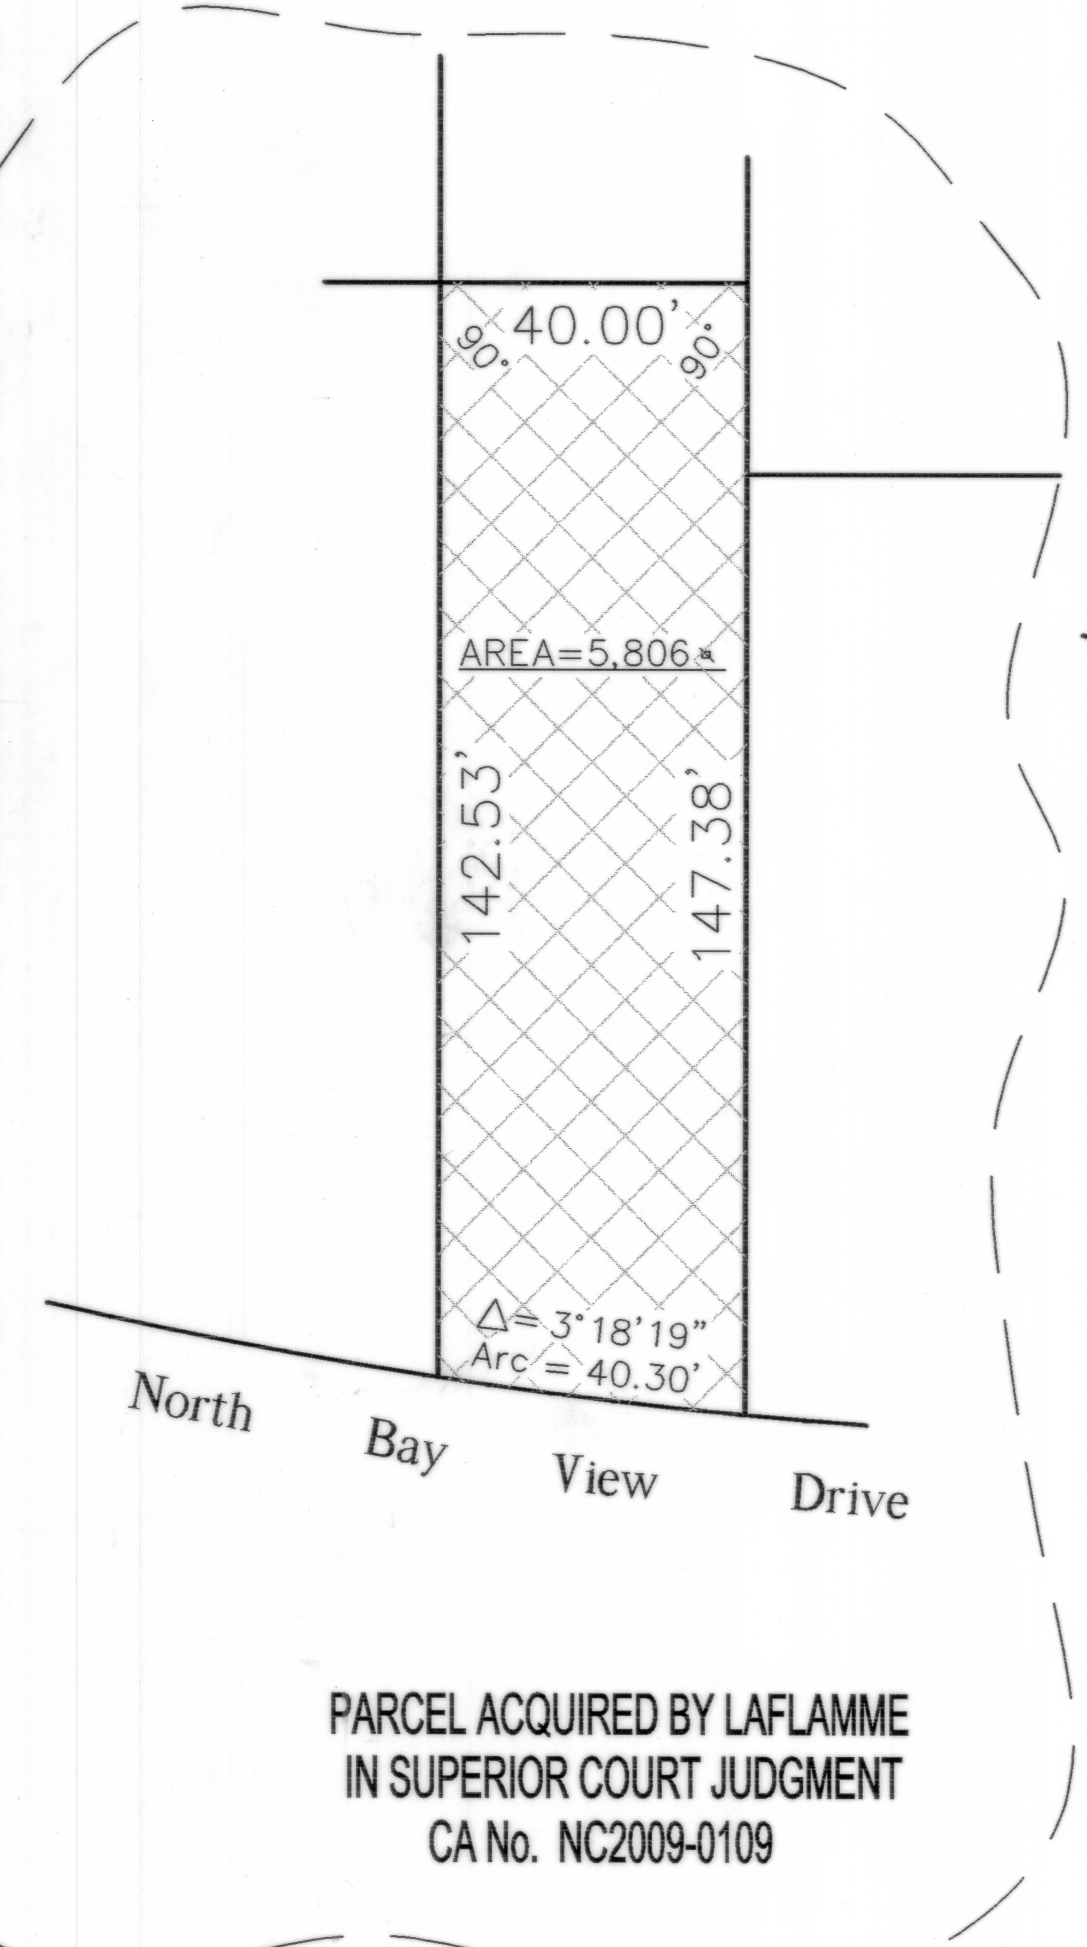 40.00’
90°
90°
AREA=5,806
142.53’
147.38’
Δ= 3°18’19”
Arc = 40.30’
North Bay View Drive
PARCEL ACQUIRED BY LAFLAMME
IN SUPERIOR COURT JUDGMENT
CA No. NC2009-0109